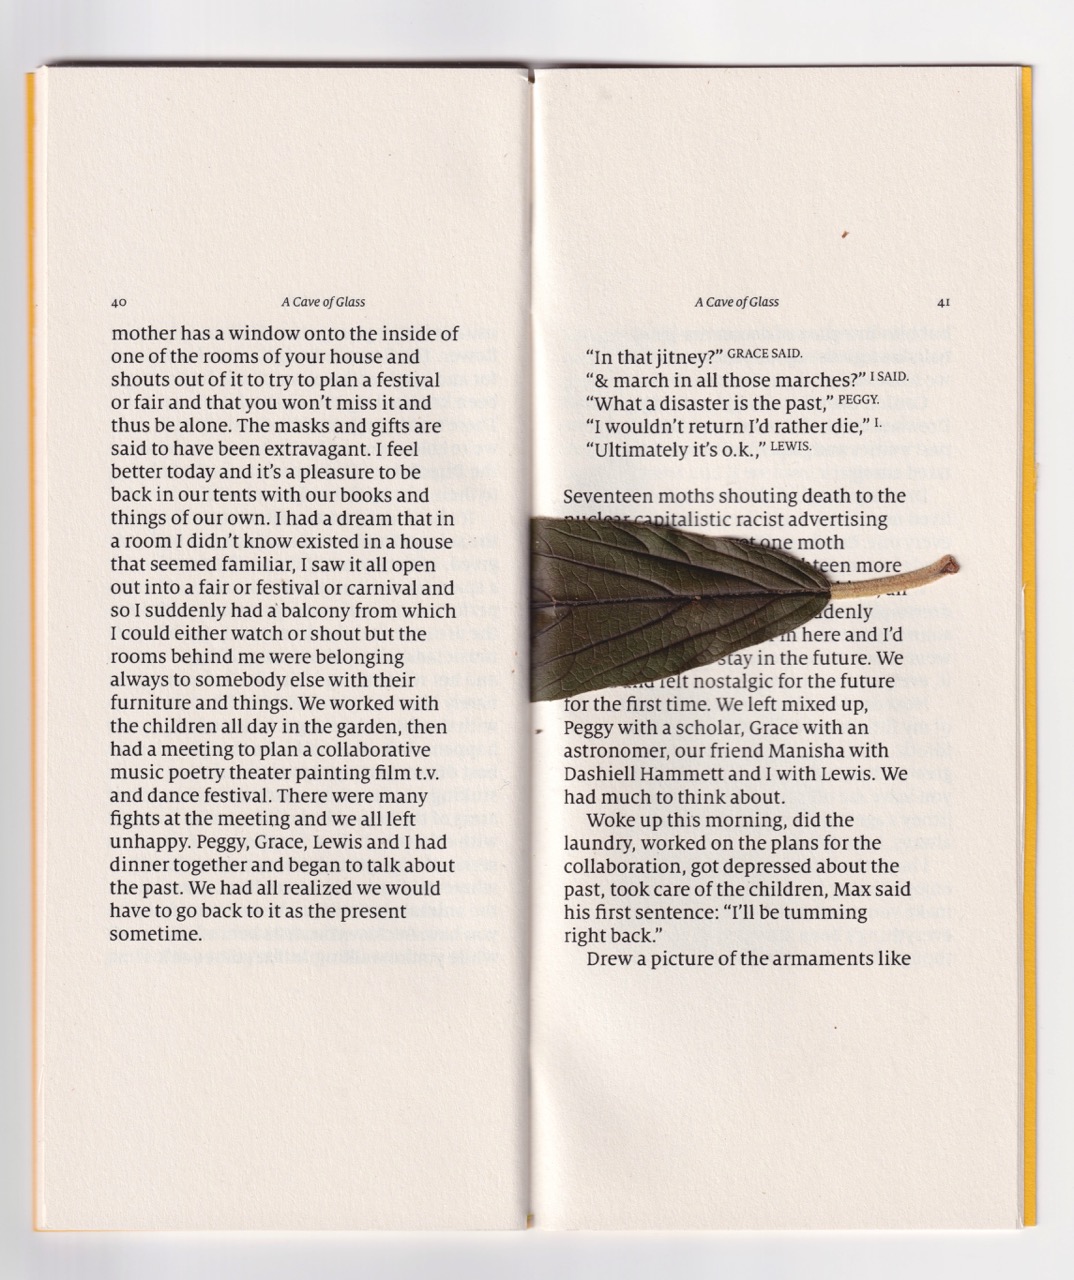 40
A Cave of Glass
mother has a window onto the inside of
one of the rooms of your house and
shouts out of it to try to plan a festival
or fair and that you won’t miss it and
thus be alone. The masks and gifts are
said to have been extravagant. I feel
better today and it’s a pleasure to be
back in our tents with our books and
things of our own. I had a dream that in
a room I didn’t know existed in a house
that seemed familiar, I saw it all open
out into a fair or festival or carnival and
so I suddenly had a balcony from which
I could either watch or shout but the
rooms behind me were belonging
always to somebody else with their
furniture and things. We worked with
the children all day in the garden, then
had a meeting to plan a collaborative
music poetry theater painting film t.v.
and dance festival. There were many
fights at the meeting and we all left
unhappy. Peggy, Grace, Lewis and I had
dinner together and began to talk about
the past. We had all realized we would
have to go back to it as the present
sometime.
A Cave of Glass
41
“In that jitney?” GRACE SAID.
“& march in all those marches?” I SAID.
“What a disaster is the past,” PEGGY.
“I wouldn’t return I’d rather die,” I.
“Ultimately it’s o.k.,” LEWIS.
Seventeen moths shouting death to the
nuclear capitalistic racist advertising
one moth
more
here and I’d
stay in the future. We
felt nostalgic for the future
for the first time. We left mixed up,
Peggy with a scholar, Grace with an
astronomer, our friend Manisha with
Dashiell Hammett and I with Lewis. We
had much to think about.
Woke up this morning, did the
laundry, worked on the plans for the
collaboration, got depressed about the
past, took care of the children, Max said
his first sentence: “I’ll be tumming
right back.”
Drew a picture of the armaments like